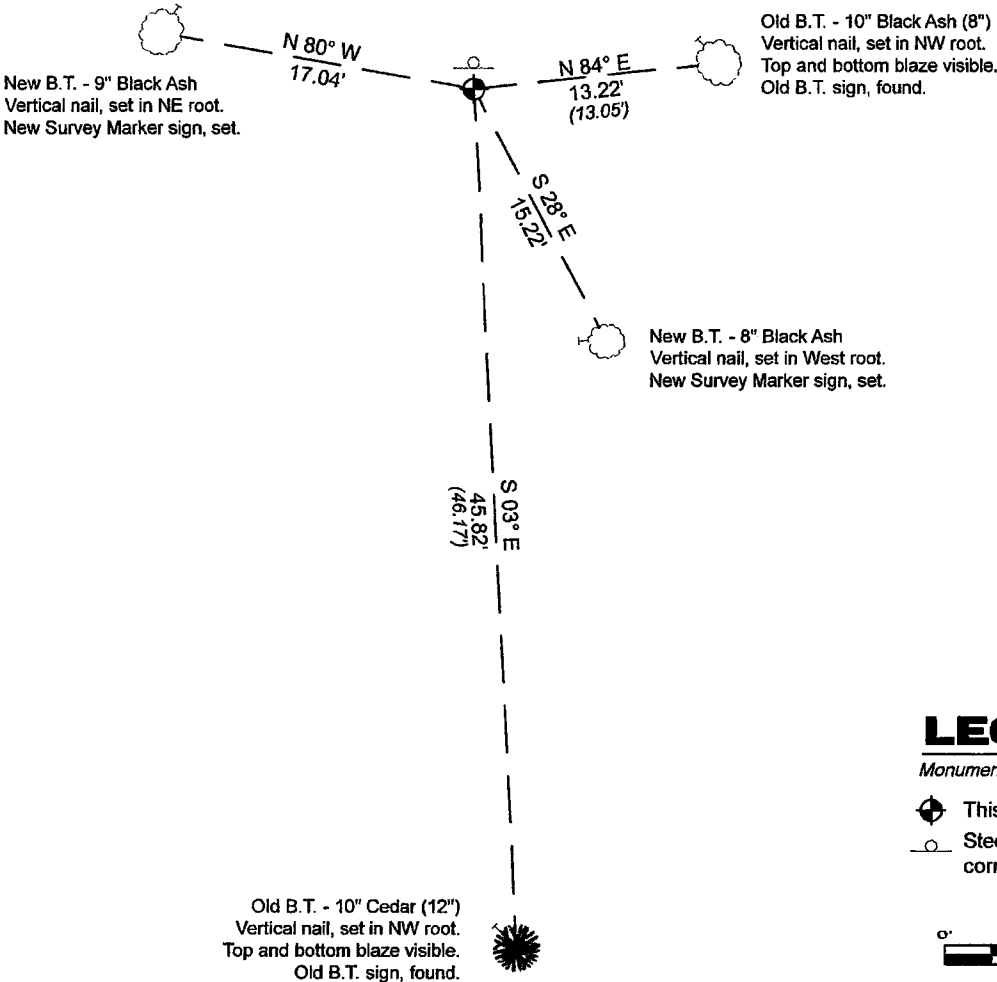 N 80° W
17.04'
New B.T. - 9" Black Ash
Vertical nail, set in NE root.
New Survey Marker sign, set.
N 84° E
13.22'
(13.05')
Old B.T. - 10" Black Ash (8")
Vertical nail, set in NW root.
Top and bottom blaze visible.
Old B.T. sign, found.
S 28° E
15.22'
New B.T. - 8" Black Ash
Vertical nail, set in West root.
New Survey Marker sign, set.
S 03° E
45.82'
(46.17')
Old B.T. - 10" Cedar (12")
Vertical nail, set in NW root.
Top and bottom blaze visible.
Old B.T. sign, found.
This
0'